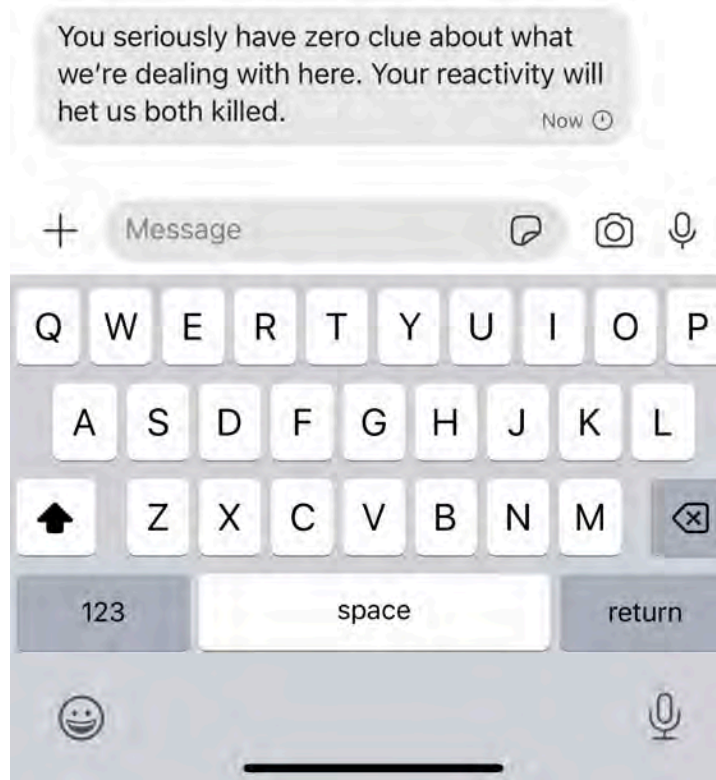 You seriously have zero clue about what
we're dealing with here. Your reactivity will
het us both killed.
Now
Message
Q W E R T Y U I O P
A S D F G H J K L
Z X C V B N M
123 space return